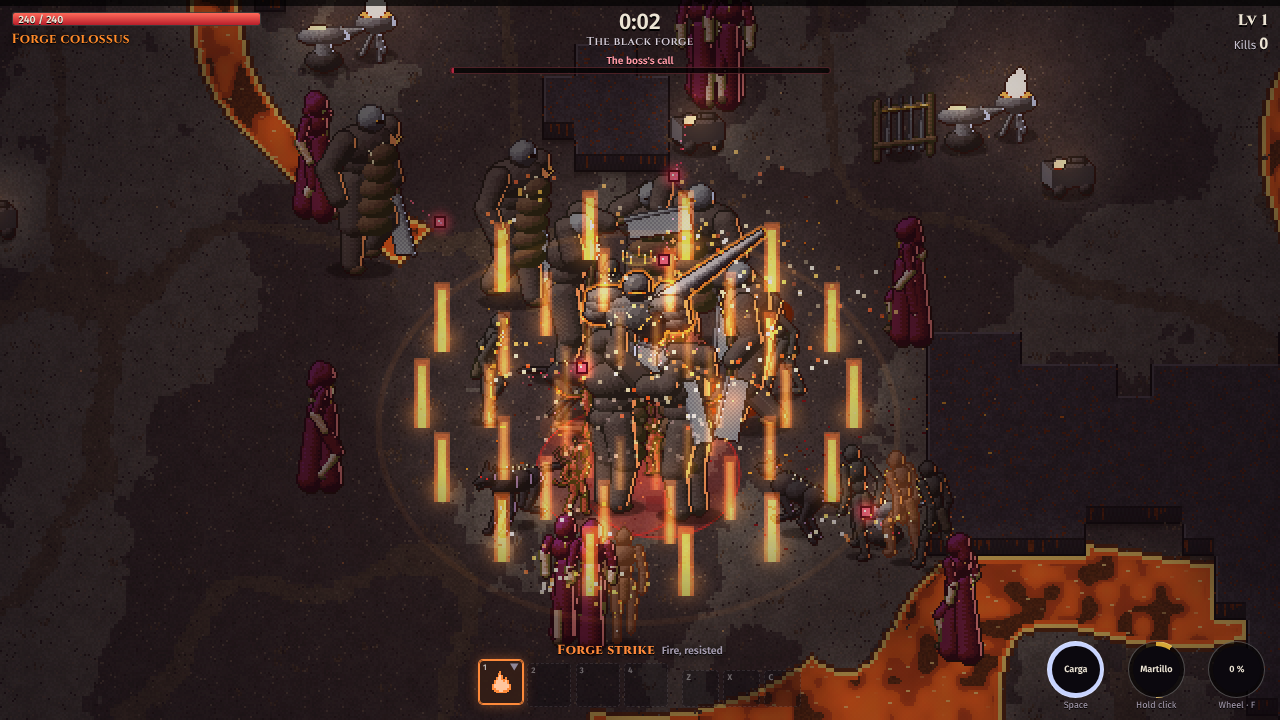 240 / 240
FORGE COLOSSUS
0:02
THE BLACK FORGE
The boss's call
LV 1
Kills 0
FORGE STRIKE Fire, resisted
1 2 3 4 Z X C
Carga
Space
Martillo
Hold click
0 %
Wheel · F